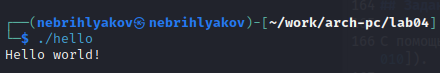 ┌──(nebrihlyakov㉿nebrihlyakov)-[~/work/arch-pc/lab04]
└─$ ./hello
Hello world!